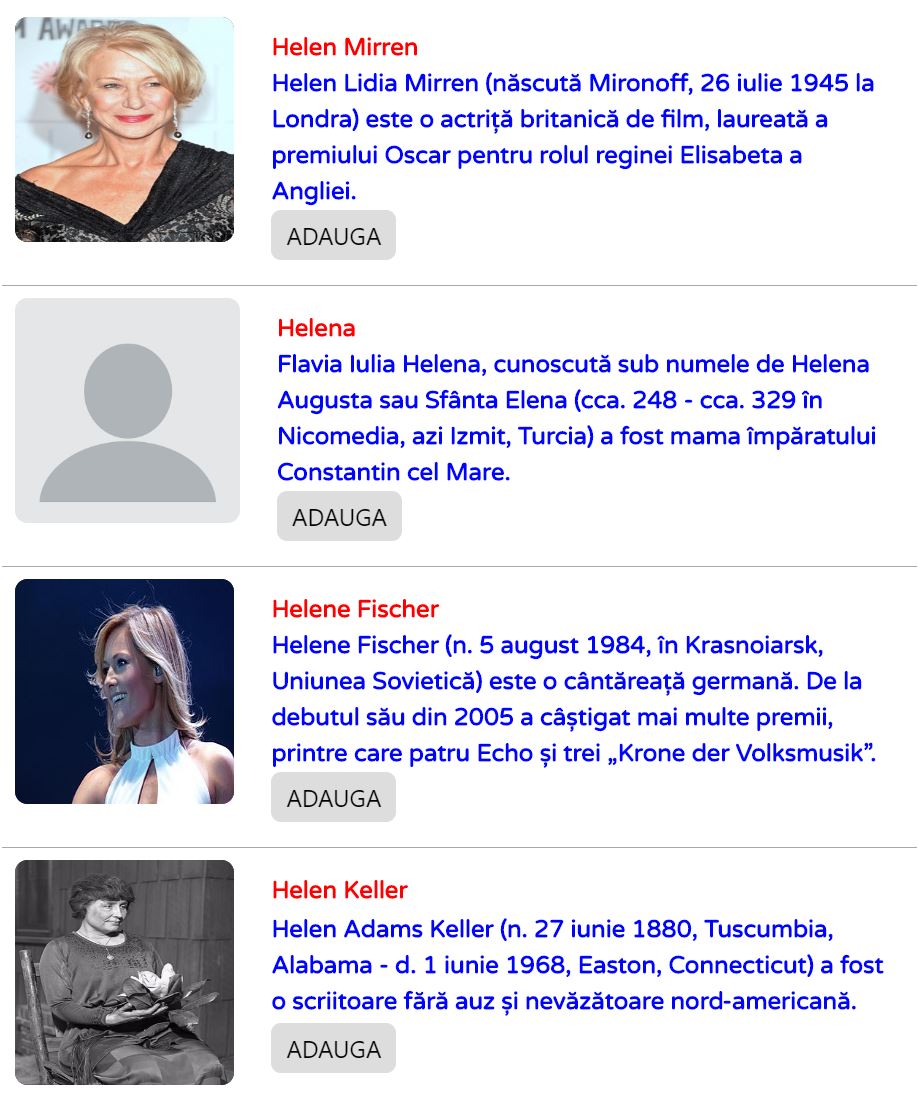 Helen Mirren
Helen Lidia Mirren (născută Mironoff, 26 iulie 1945 la
Londra) este o actriță britanică de film, laureată a
premiului Oscar pentru rolul reginei Elisabeta a
Angliei.
ADAUGA
Helena
Flavia Iulia Helena, cunoscută sub numele de Helena
Augusta sau Sfânta Elena (cca. 248 - cca. 329 în
Nicomedia, azi Izmit, Turcia) a fost mama împăratului
Constantin cel Mare.
ADAUGA
Helene Fischer
Helene Fischer (n. 5 august 1984, în Krasnoiarsk,
Uniunea Sovietică) este o cântăreață germană. De la
debutul său din 2005 a câștigat mai multe premii,
printre care patru Echo și trei „Krone der Volksmusik”.
ADAUGA
Helen Keller
Helen Adams Keller (n. 27 iunie 1880, Tuscumbia,
Alabama - d. 1 iunie 1968, Easton, Connecticut) a fost
o scriitoare fără auz și nevăzătoare nord-americană.
ADAUGA